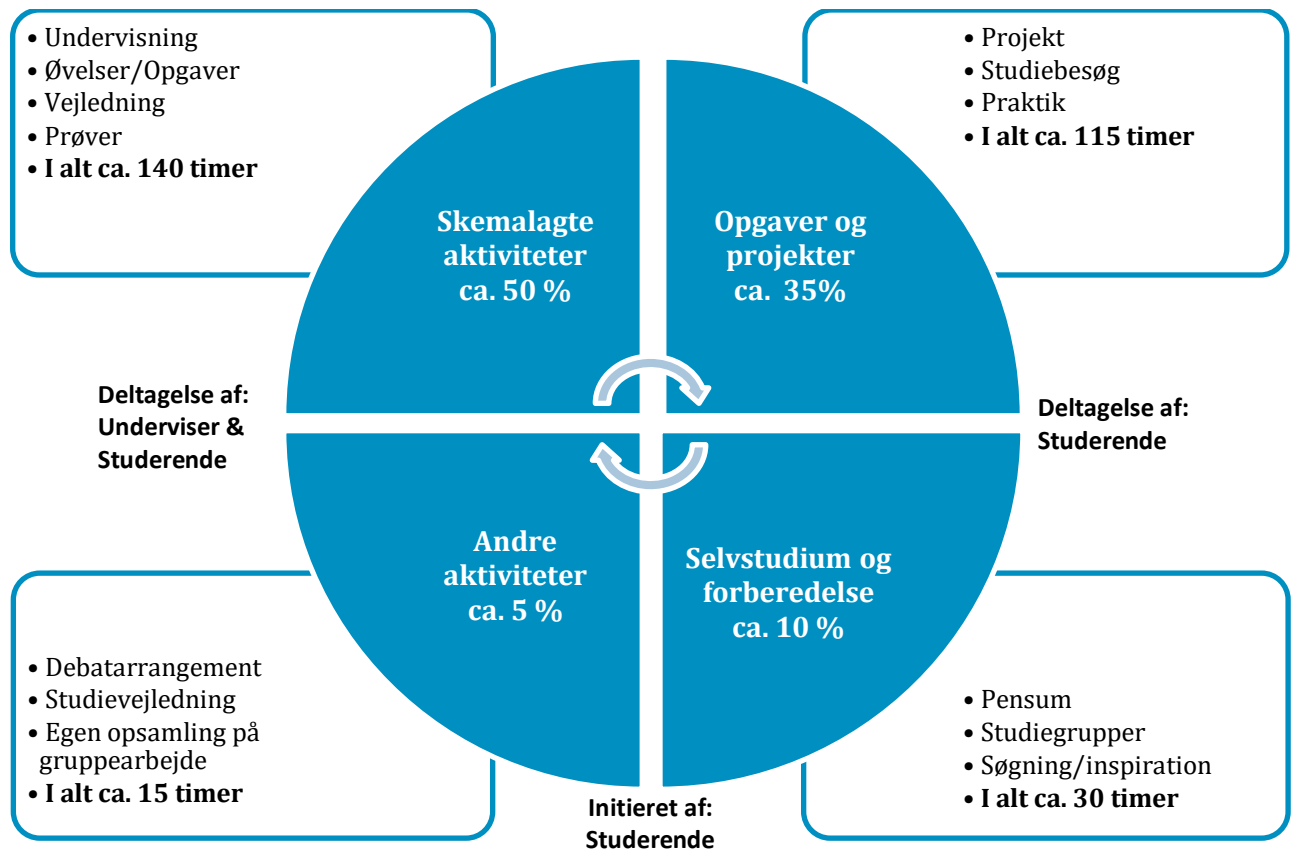 • Undervisning
• Øvelser/Opgaver
• Vejledning
• Prøver
• I alt ca. 140 timer
• Projekt
• Studiebesøg
• Praktik
• I alt ca. 115 timer
Skemalagte
aktiviteter
ca. 50 %
Opgaver og
projekter
ca. 35%
Deltagelse af:
Underviser &
Studerende
Deltagelse af:
Studerende
Andre
aktiviteter
ca. 5 %
Selvstudium og
forberedelse
ca. 10 %
• Debatarrangement
• Studievejledning
• Egen opsamling på
gruppearbejde
• I alt ca. 15 timer
• Pensum
• Studiegrupper
• Søgning/inspiration
• I alt ca. 30 timer
Initieret af:
Studerende